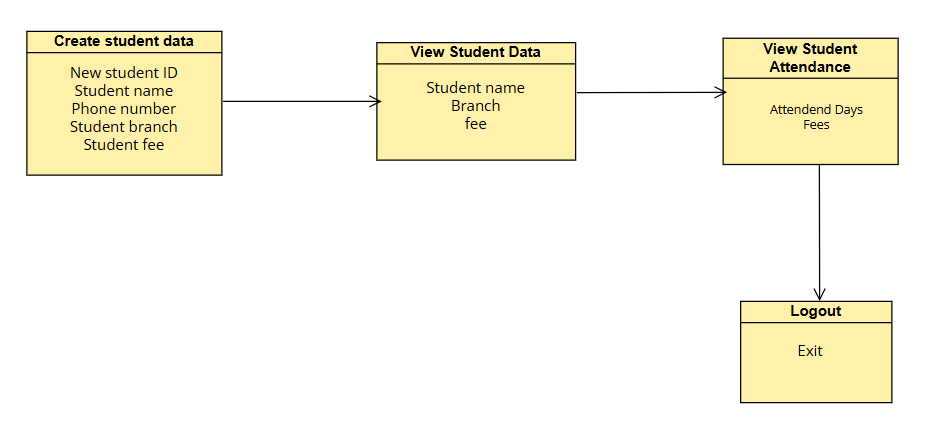 Create student data
New student ID
Student name
Phone number
Student branch
Student fee
View Student Data
Student name
Branch
fee
View Student
Attendance
Attendend Days
Fees
Logout
Exit